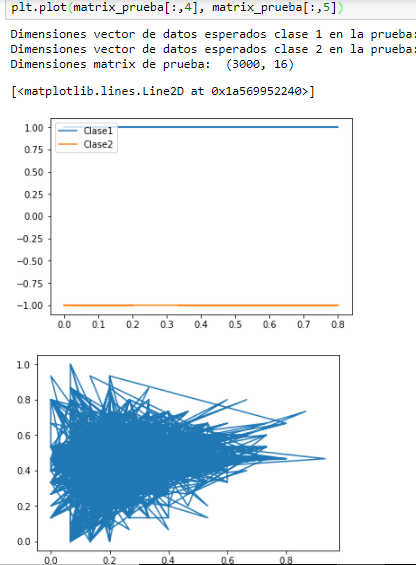 plt.plot(matrix_prueba[:,4], matrix_prueba[:,5])
Dimensiones vector de datos esperados clase 1 en la prueba:
Dimensiones vector de datos esperados clase 2 en la prueba:
Dimensiones matrix de prueba:  (3000, 16)
[<matplotlib.lines.Line2D at 0x1a569952240>]
1.00
0.75
0.50
0.25
0.00
−0.25
−0.50
−0.75
−1.00
Clase1
Clase2
0.0 0.1 0.2 0.3 0.4 0.5 0.6 0.7 0.8
1.0
0.8
0.6
0.4
0.2
0.0
0.0 0.2 0.4 0.6 0.8